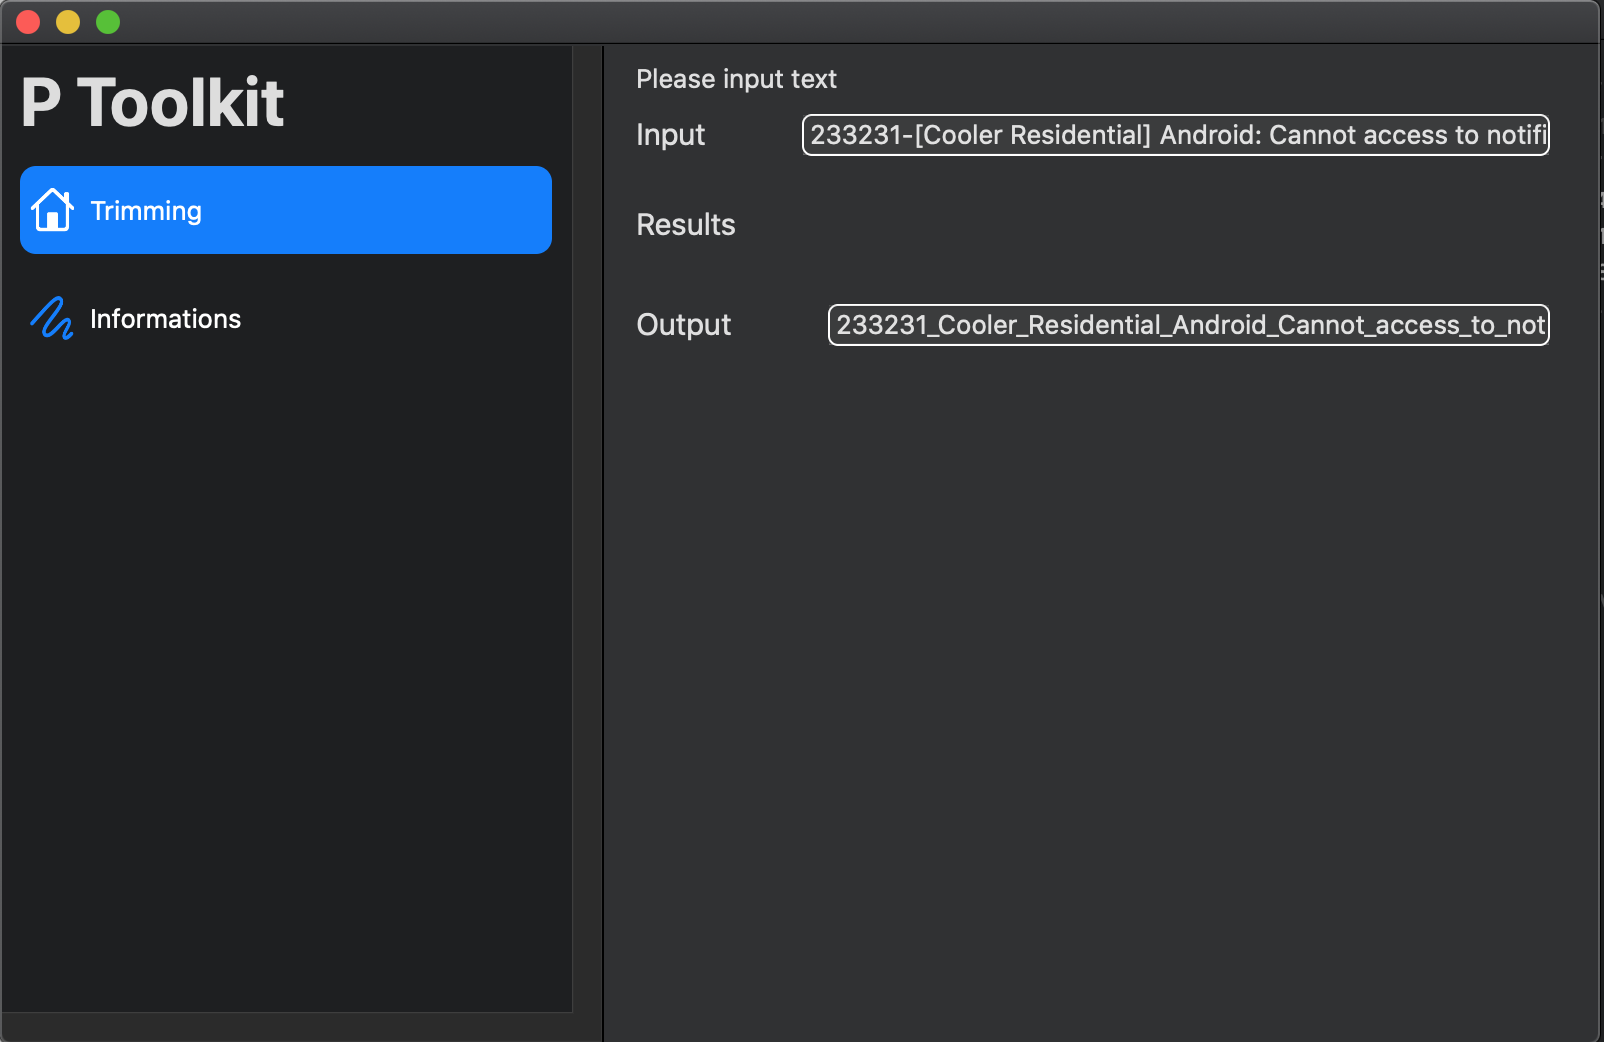 P Toolkit
Trimming
Informations
Please input text
Input
233231-[Cooler Residential] Android: Cannot access to notifi
Results
Output
233231_Cooler_Residential_Android_Cannot_access_to_not